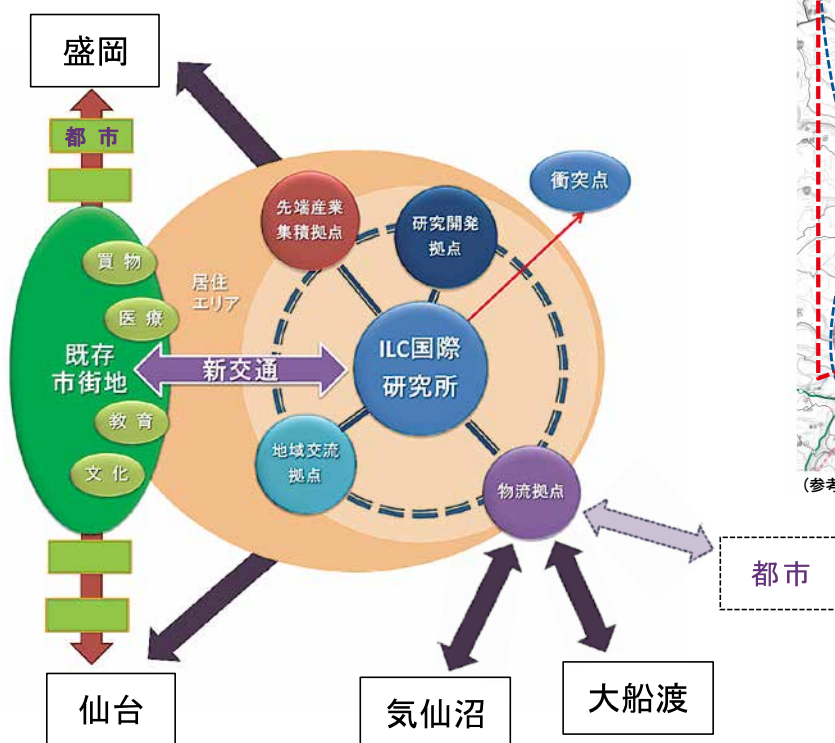 盛岡
都 市
先端産業
集積拠点
研究開発
拠点
衝突点
買物
居住
エリア
医療
既存
市街地
新交通
ILC国際
研究所
教育
地域交流
拠点
文化
物流拠点
(参考
都市
仙台
気仙沼
大船渡